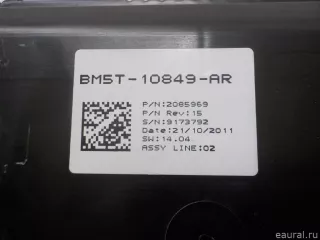 BM5T-10849-AR
P/N:2085969
P/N Rev:15
S/N:9173792
Date:21/10/2011
SW:14.04
ASSY LINE:02
eaural.ru